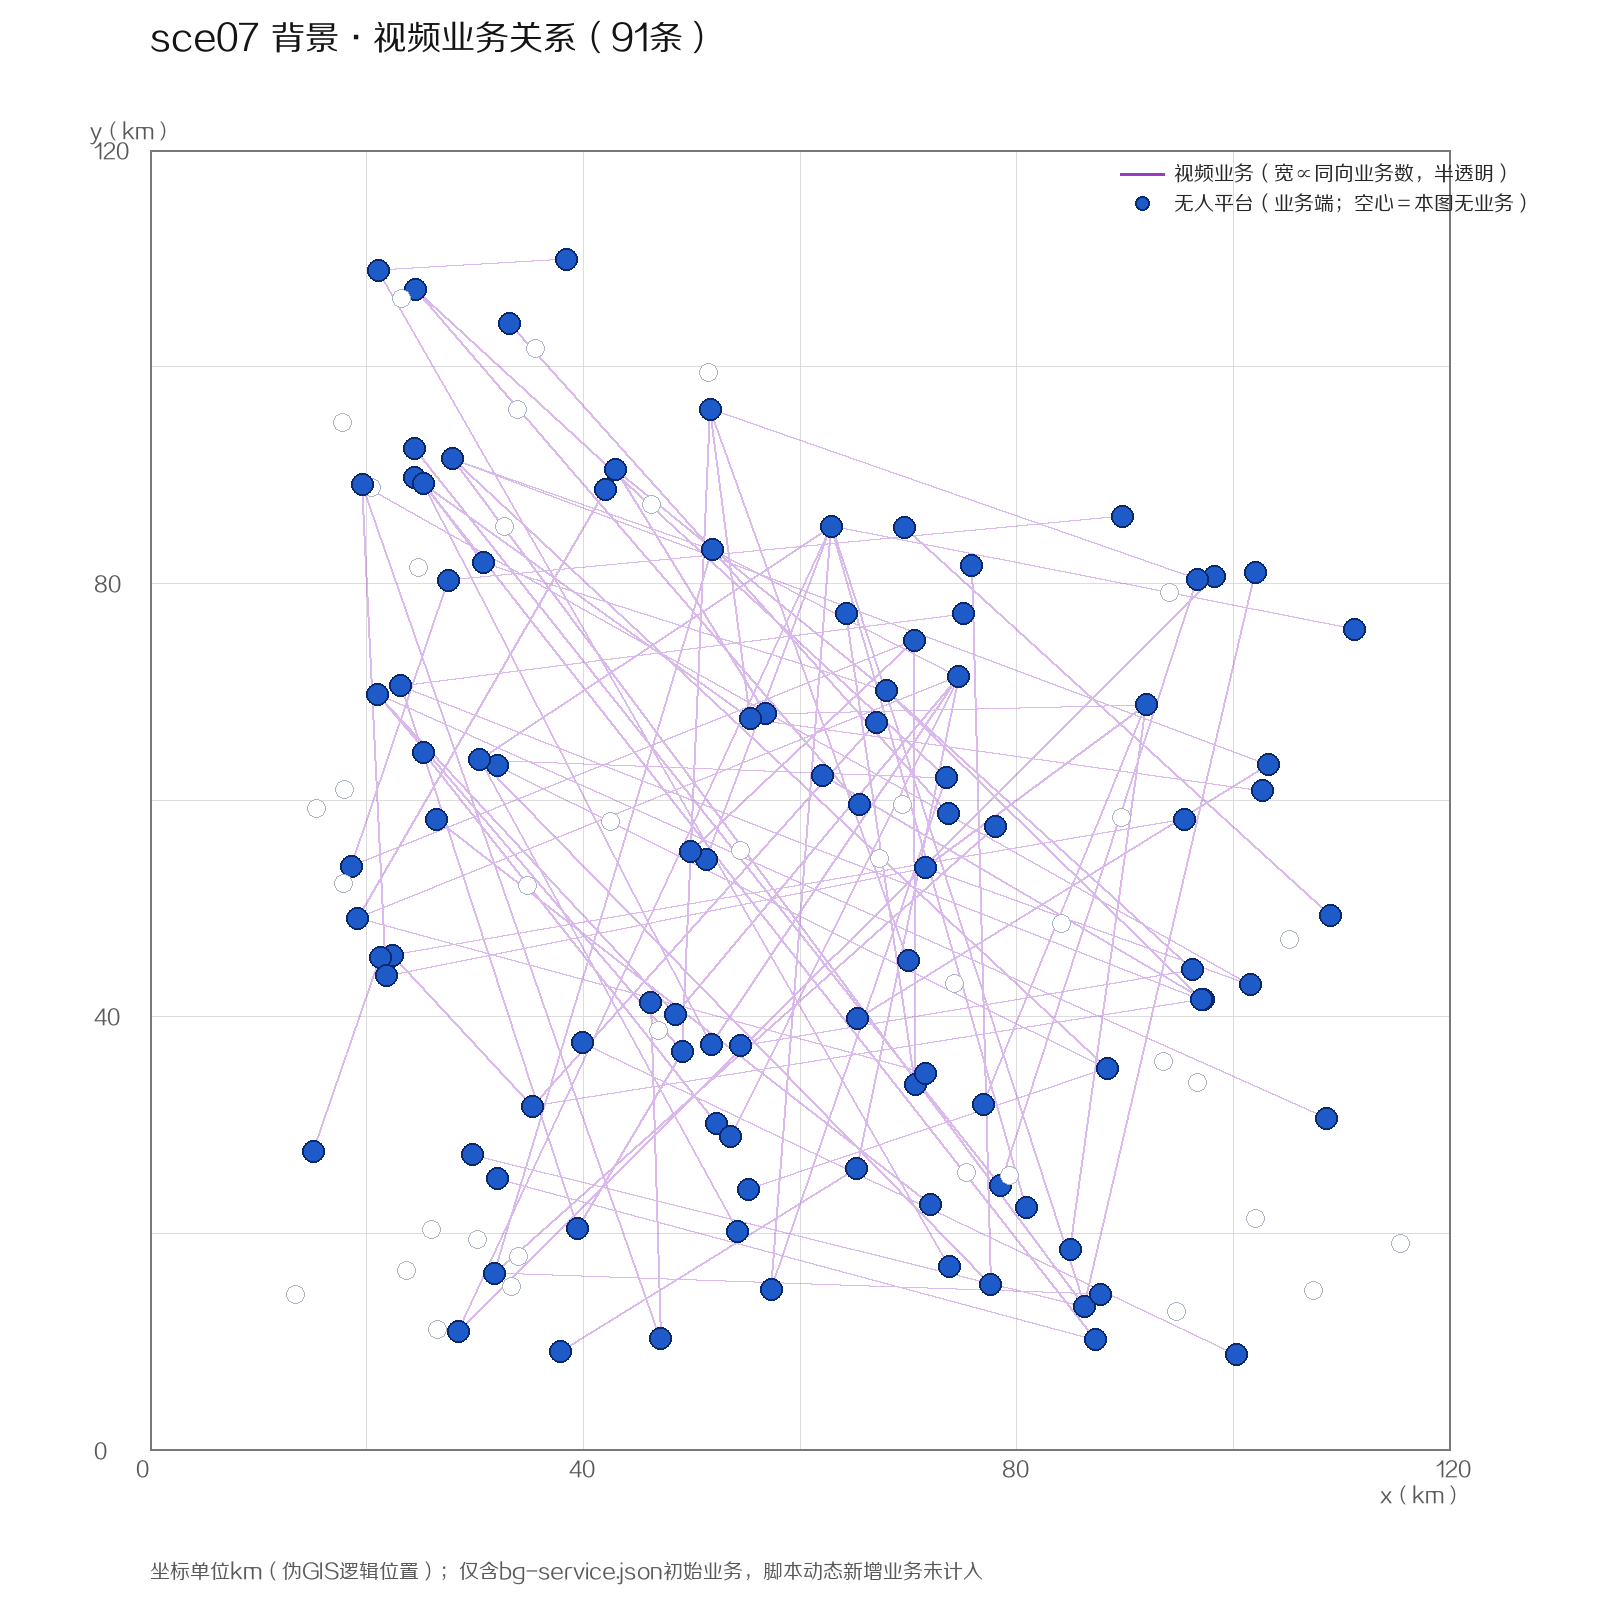 sce07 背景·视频业务关系（91条）
y（km）
120
视频业务（宽∝同向业务数，半透明）
无人平台（业务端；空心＝本图无业务）
80
40
0
0 40 80 120
x（km）
坐标单位km（伪GIS逻辑位置）；仅含bg-service.json初始业务，脚本动态新增业务未计入